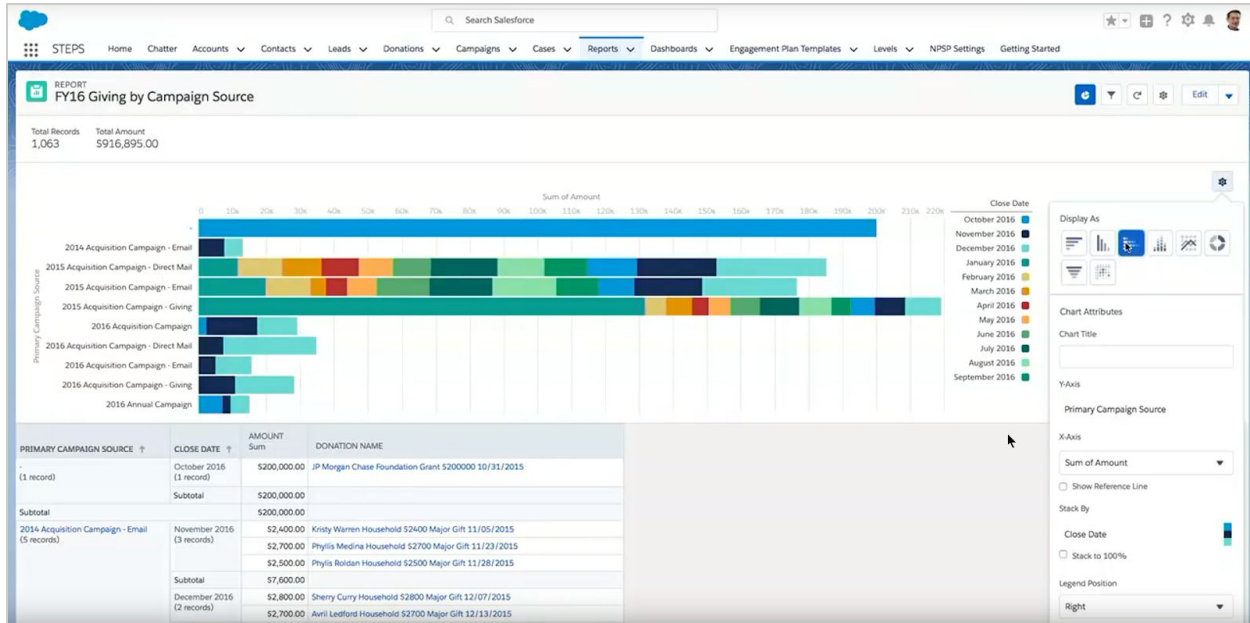 Search Salesforce
STEPS Home Chatter Accounts Contacts Leads Donations Campaigns Cases Reports Dashboards Engagement Plan Templates Levels NPSP Settings Getting Started
REPORT
FY16 Giving by Campaign Source
Edit
Total Records Total Amount
1,063 $916,895.00
Sum of Amount
0 10k 20k 30k 40k 50k 60k 70k 80k 90k 100k 110k 120k 130k 140k 150k 160k 170k 180k 190k 200k 210k 220k
Primary Campaign Source
-
2014 Acquisition Campaign - Email
2015 Acquisition Campaign - Direct Mail
2015 Acquisition Campaign - Email
2015 Acquisition Campaign - Giving
2016 Acquisition Campaign
2016 Acquisition Campaign - Direct Mail
2016 Acquisition Campaign - Email
2016 Acquisition Campaign - Giving
2016 Annual Campaign
Close Date
October 2016
November 2016
December 2016
January 2016
February 2016
March 2016
April 2016
May 2016
June 2016
July 2016
August 2016
September 2016
Display As
Chart Attributes
Chart Title
Y-Axis
Primary Campaign Source
X-Axis
Sum of Amount
Show Reference Line
Stack By
Close Date
Stack to 100%
Legend Position
Right
PRIMARY CAMPAIGN SOURCE CLOSE DATE AMOUNT Sum DONATION NAME
- (1 record) October 2016 (1 record) $200,000.00 JP Morgan Chase Foundation Grant $200000 10/31/2015
Subtotal $200,000.00
Subtotal $200,000.00
2014 Acquisition Campaign - Email (5 records) November 2016 (3 records) $2,400.00 Kristy Warren Household $2400 Major Gift 11/05/2015
$2,700.00 Phyllis Medina Household $2700 Major Gift 11/23/2015
$2,500.00 Phylis Roldan Household $2500 Major Gift 11/28/2015
Subtotal $7,600.00
December 2016 (2 records) $2,800.00 Sherry Curry Household $2800 Major Gift 12/07/2015
$2,700.00 Avril Ledford Household $2700 Major Gift 12/13/2015